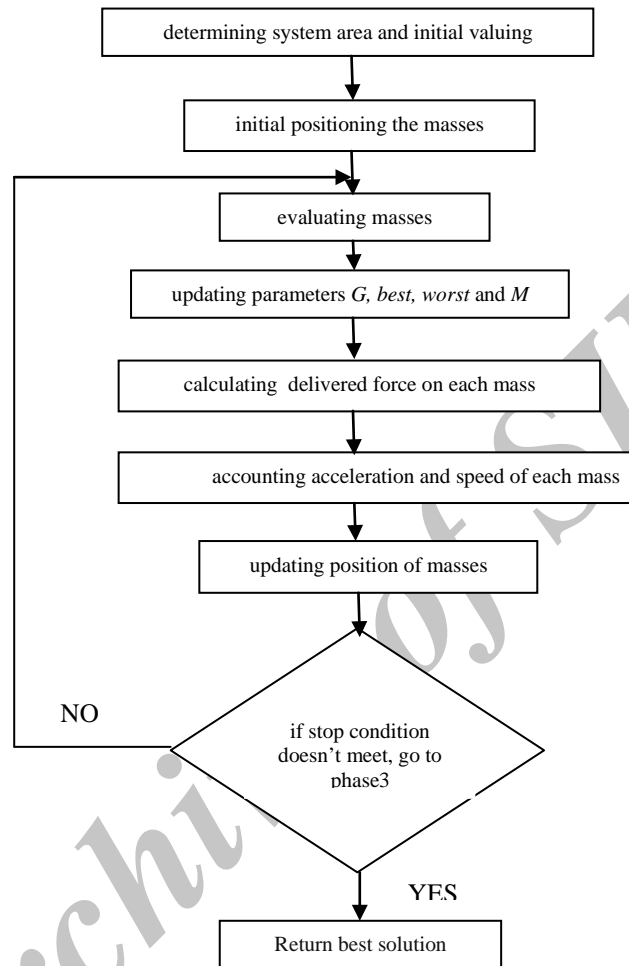 determining system area and initial valuing
initial positioning the masses
evaluating masses
updating parameters G, best, worst and M
calculating delivered force on each mass
accounting acceleration and speed of each mass
updating position of masses
NO
if stop condition
doesn't meet, go to
phase3
YES
Return best solution